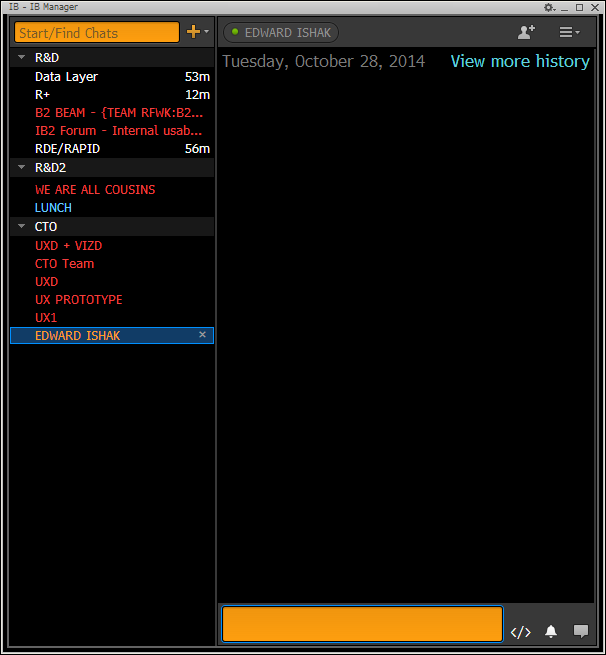 IB - IB Manager
Start/Find Chats
EDWARD ISHAK
R&D
Tuesday, October 28, 2014 View more history
Data Layer 53m
R+ 12m
B2 BEAM - {TEAM RFWK:B2...
IB2 Forum - Internal usab...
RDE/RAPID 56m
R&D2
WE ARE ALL COUSINS
LUNCH
CTO
UXD + VIZD
CTO Team
UXD
UX PROTOTYPE
UX1
EDWARD ISHAK